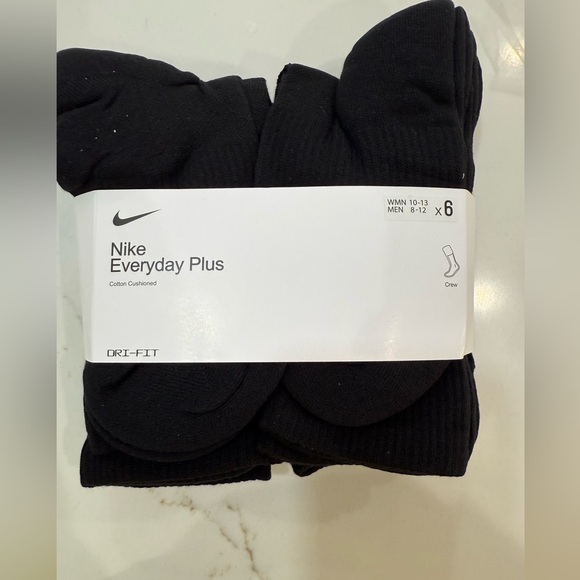 WMN 10-13
MEN 8-12
x6
Nike
Everyday Plus
Cotton Cushioned
Crew
DRI-FIT